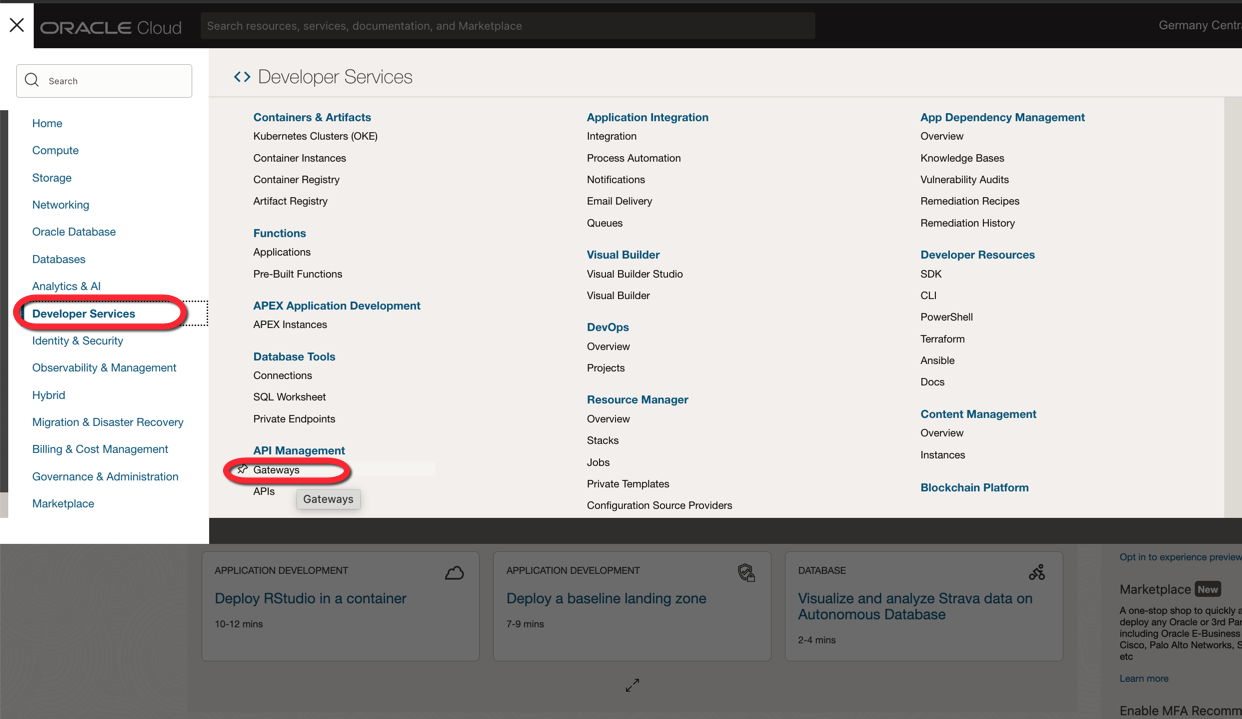 ORACLE Cloud
Search resources, services, documentation, and Marketplace
Germany
Search
Home
Compute
Storage
Networking
Oracle Database
Databases
Analytics & AI
Developer Services
Identity & Security
Observability & Management
Hybrid
Migration & Disaster Recovery
Billing & Cost Management
Governance & Administration
Marketplace
Developer Services
Containers & Artifacts
Kubernetes Clusters (OKE)
Container Instances
Container Registry
Artifact Registry
Functions
Applications
Pre-Built Functions
APEX Application Development
APEX Instances
Database Tools
Connections
SQL Worksheet
Private Endpoints
API Management
Gateways
APIs
Gateways
Application Integration
Integration
Process Automation
Notifications
Email Delivery
Queues
Visual Builder
Visual Builder Studio
Visual Builder
DevOps
Overview
Projects
Resource Manager
Overview
Stacks
Jobs
Private Templates
Configuration Source Providers
App Dependency Management
Overview
Knowledge Bases
Vulnerability Audits
Remediation Recipes
Remediation History
Developer Resources
SDK
CLI
PowerShell
Terraform
Ansible
Docs
Content Management
Overview
Instances
Blockchain Platform
APPLICATION DEVELOPMENT
Deploy RStudio in a container
10-12 mins
APPLICATION DEVELOPMENT
Deploy a baseline landing zone
7-9 mins
DATABASE
Visualize and analyze Strava data on
Autonomous Database
2-4 mins
Opt in to experience preview
Marketplace New
A one-stop shop to quickly
deploy any Oracle or 3rd
including Oracle E-Business
Cisco, Palo Alto Networks,
etc
Learn more
Enable MFA